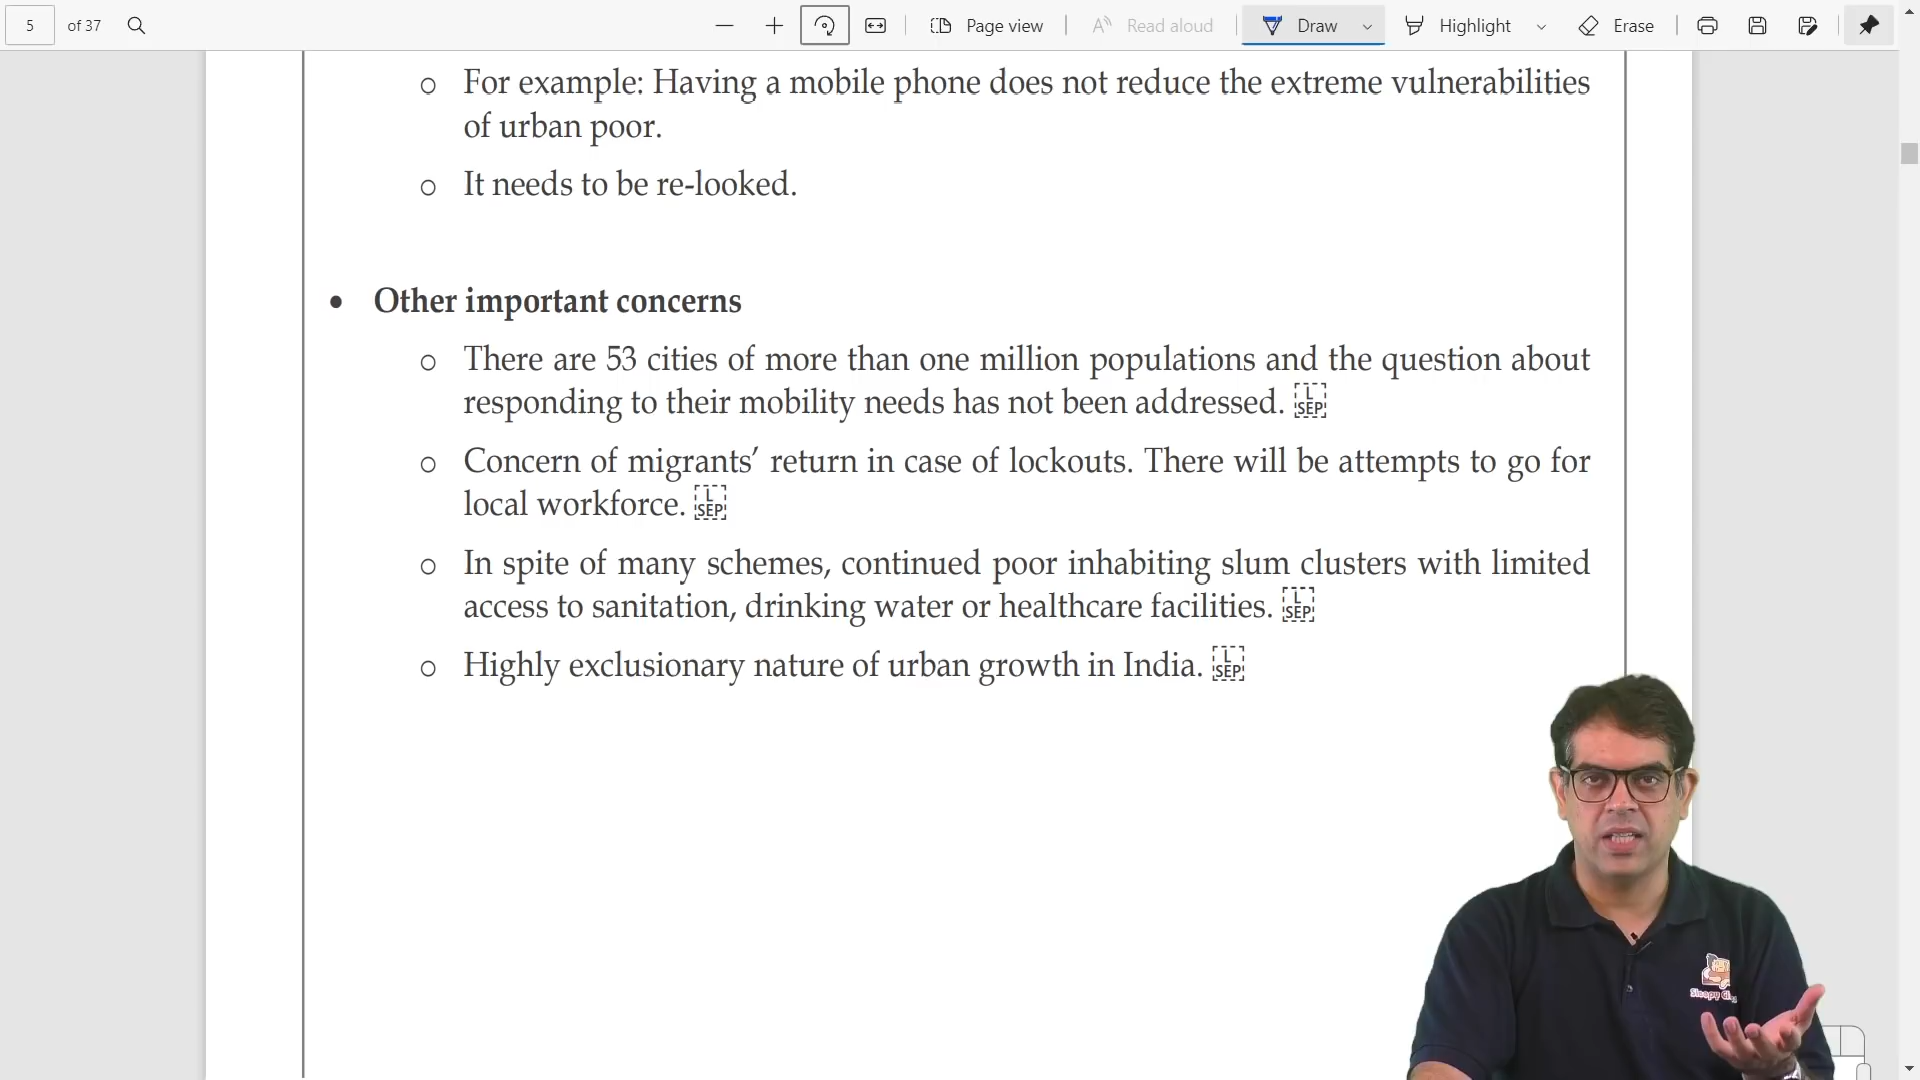 5 of 37 Page view Read aloud Draw Highlight Erase
o For example: Having a mobile phone does not reduce the extreme vulnerabilities
of urban poor.
o It needs to be re-looked.
• Other important concerns
o There are 53 cities of more than one million populations and the question about
responding to their mobility needs has not been addressed. L SEP
o Concern of migrants’ return in case of lockouts. There will be attempts to go for
local workforce. L SEP
o In spite of many schemes, continued poor inhabiting slum clusters with limited
access to sanitation, drinking water or healthcare facilities. L SEP
o Highly exclusionary nature of urban growth in India. L SEP
Sleepy